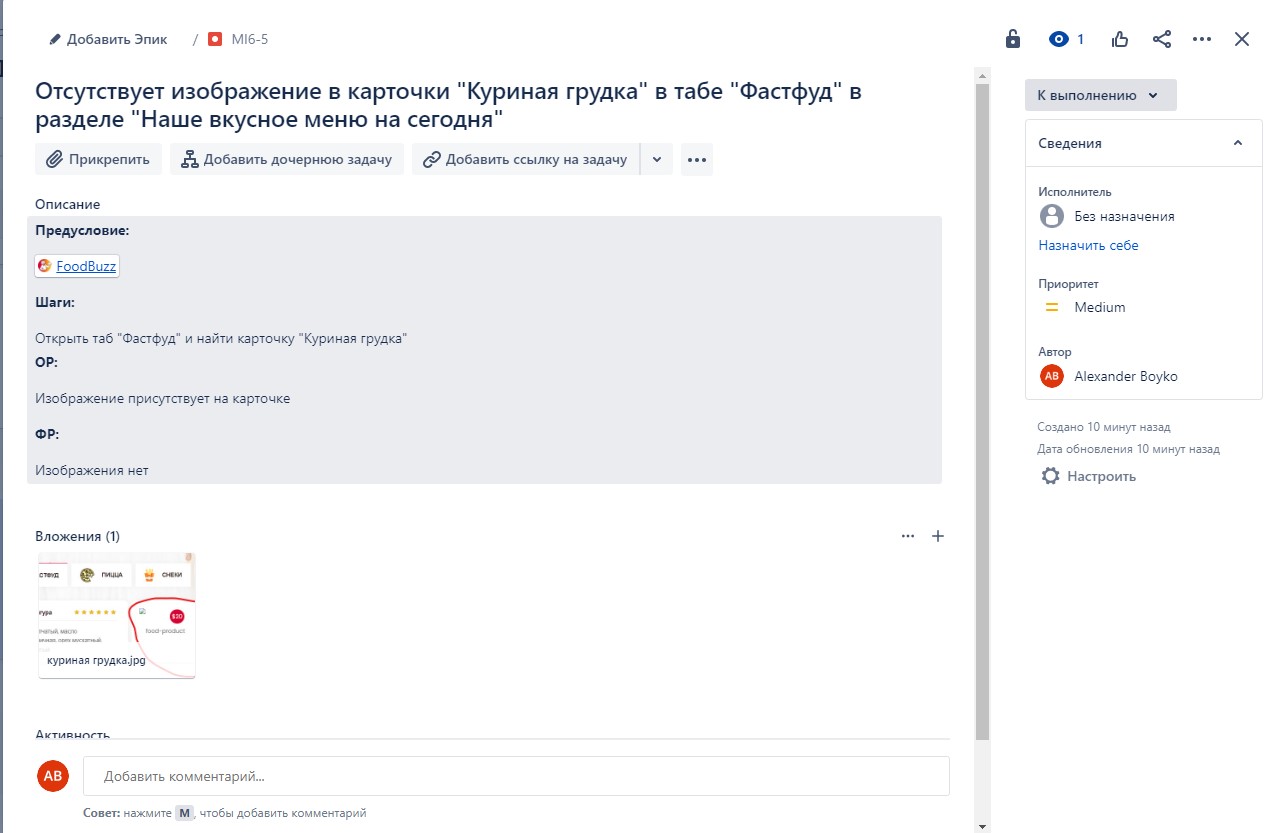 Добавить Эпик / MI6-5
1
Отсутствует изображение в карточки "Куриная грудка" в табе "Фастфуд" в
разделе "Наше вкусное меню на сегодня"
К выполнению
Прикрепить Добавить дочернюю задачу Добавить ссылку на задачу
Сведения
Описание
Предусловие:
FoodBuzz
Шаги:
Открыть таб "Фастфуд" и найти карточку "Куриная грудка"
ОР:
Изображение присутствует на карточке
ФР:
Изображения нет
Исполнитель
Без назначения
Назначить себе
Приоритет
Medium
Автор
AB Alexander Boyko
Создано 10 минут назад
Дата обновления 10 минут назад
Настроить
Вложения (1)
ПИЦЦА СНЕКИ
$20
food-product
куриная грудка.jpg
Активность
AB Добавить комментарий...
Совет: нажмите M, чтобы добавить комментарий